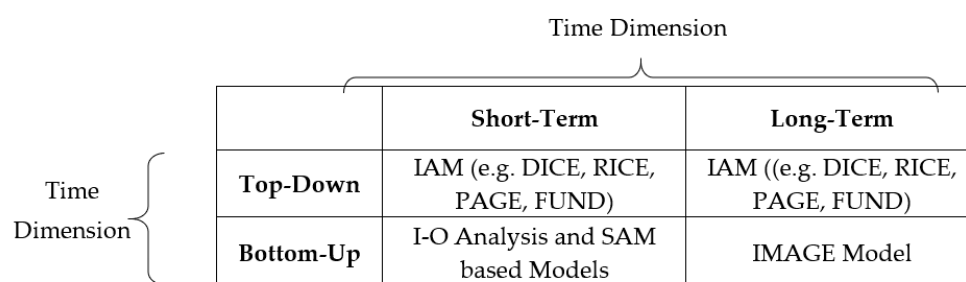 Time Dimension
Short-Term
Long-Term
Time
Dimension
Top-Down
IAM (e.g. DICE, RICE,
PAGE, FUND)
IAM ((e.g. DICE, RICE,
PAGE, FUND)
Bottom-Up
I-O Analysis and SAM
based Models
IMAGE Model